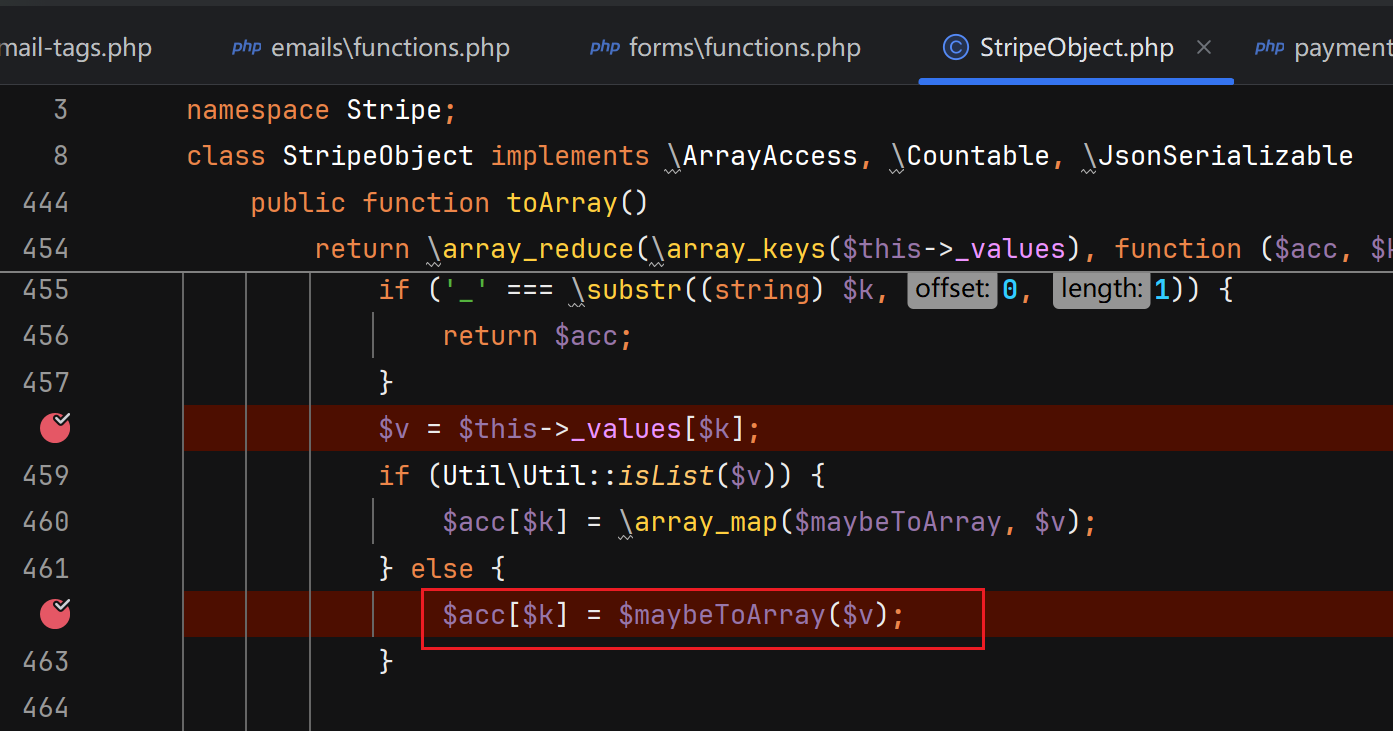 mail-tags.php php emails\functions.php php forms\functions.php C StripeObject.php × php payment
3 namespace Stripe;
8 class StripeObject implements \ArrayAccess, \Countable, \JsonSerializable
444 public function toArray()
454 return \array_reduce(\array_keys($this->_values), function ($acc, $k
455 if ('_' === \substr((string) $k, offset: 0, length: 1)) {
456 return $acc;
457 }
$v = $this->_values[$k];
459 if (Util\Util::isList($v)) {
460 $acc[$k] = \array_map($maybeToArray, $v);
461 } else {
$acc[$k] = $maybeToArray($v);
463 }
464